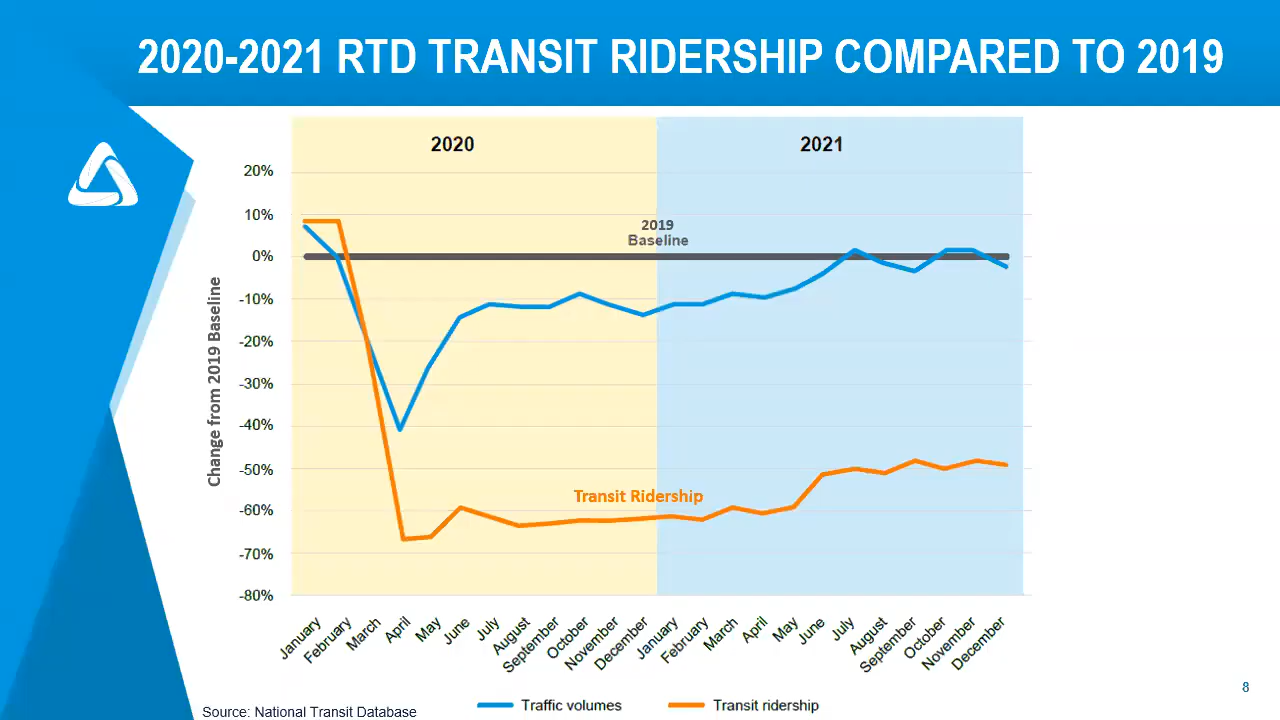 2020-2021 RTD TRANSIT RIDERSHIP COMPARED TO 2019
2020
2021
20%
10%
0%
-10%
-20%
-30%
-40%
-50%
-60%
-70%
-80%
Change from 2019 Baseline
2019
Baseline
Transit Ridership
January
February
March
April
May
June
July
August
September
October
November
December
January
February
March
April
May
June
July
August
September
October
November
December
Traffic volumes
Transit ridership
Source: National Transit Database
8